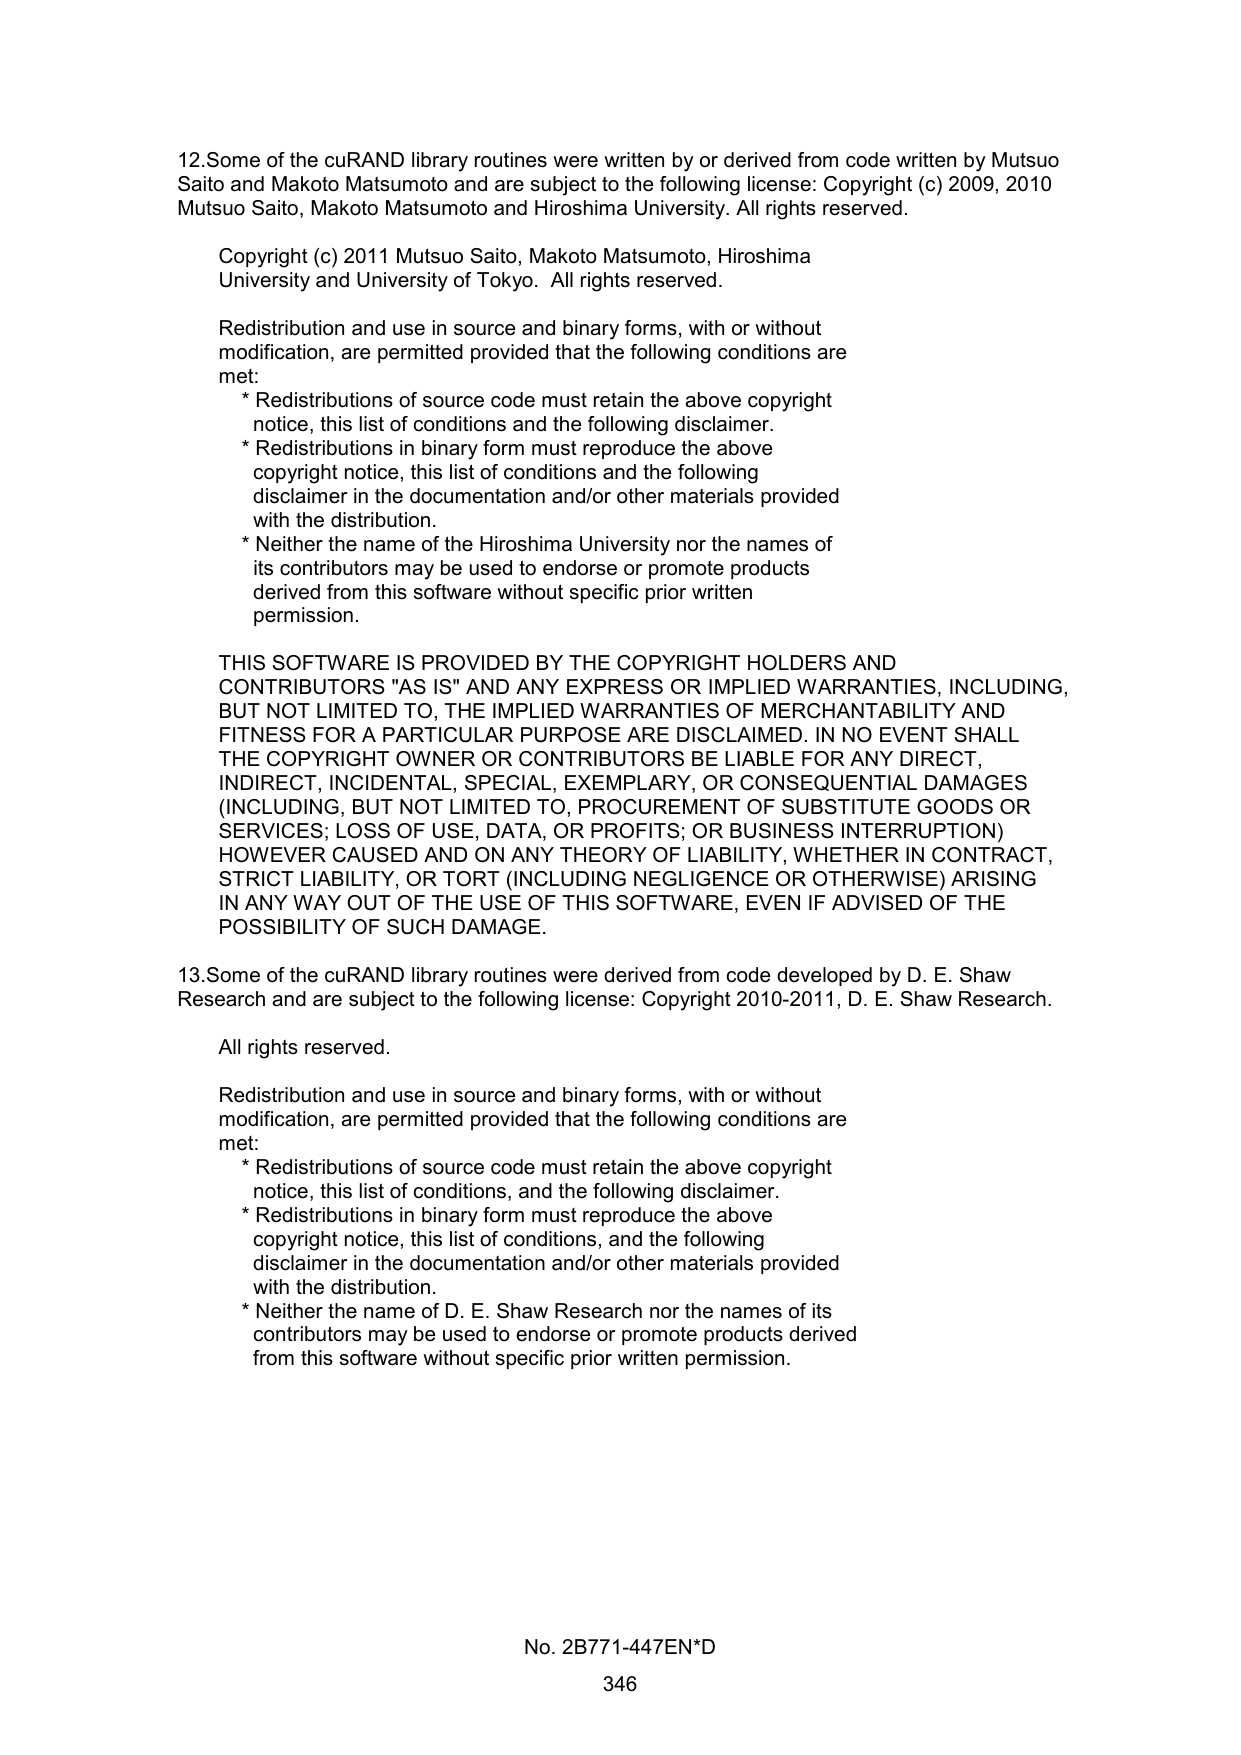 12.Some of the cuRAND library routines were written by or derived from code written by Mutsuo
Saito and Makoto Matsumoto and are subject to the following license: Copyright (c) 2009, 2010
Mutsuo Saito, Makoto Matsumoto and Hiroshima University. All rights reserved.
Copyright (c) 2011 Mutsuo Saito, Makoto Matsumoto, Hiroshima
University and University of Tokyo.  All rights reserved.
Redistribution and use in source and binary forms, with or without
modification, are permitted provided that the following conditions are
met:
* Redistributions of source code must retain the above copyright
notice, this list of conditions and the following disclaimer.
* Redistributions in binary form must reproduce the above
copyright notice, this list of conditions and the following
disclaimer in the documentation and/or other materials provided
with the distribution.
* Neither the name of the Hiroshima University nor the names of
its contributors may be used to endorse or promote products
derived from this software without specific prior written
permission.
THIS SOFTWARE IS PROVIDED BY THE COPYRIGHT HOLDERS AND
CONTRIBUTORS "AS IS" AND ANY EXPRESS OR IMPLIED WARRANTIES, INCLUDING,
BUT NOT LIMITED TO, THE IMPLIED WARRANTIES OF MERCHANTABILITY AND
FITNESS FOR A PARTICULAR PURPOSE ARE DISCLAIMED. IN NO EVENT SHALL
THE COPYRIGHT OWNER OR CONTRIBUTORS BE LIABLE FOR ANY DIRECT,
INDIRECT, INCIDENTAL, SPECIAL, EXEMPLARY, OR CONSEQUENTIAL DAMAGES
(INCLUDING, BUT NOT LIMITED TO, PROCUREMENT OF SUBSTITUTE GOODS OR
SERVICES; LOSS OF USE, DATA, OR PROFITS; OR BUSINESS INTERRUPTION)
HOWEVER CAUSED AND ON ANY THEORY OF LIABILITY, WHETHER IN CONTRACT,
STRICT LIABILITY, OR TORT (INCLUDING NEGLIGENCE OR OTHERWISE) ARISING
IN ANY WAY OUT OF THE USE OF THIS SOFTWARE, EVEN IF ADVISED OF THE
POSSIBILITY OF SUCH DAMAGE.
13.Some of the cuRAND library routines were derived from code developed by D. E. Shaw
Research and are subject to the following license: Copyright 2010-2011, D. E. Shaw Research.
All rights reserved.
Redistribution and use in source and binary forms, with or without
modification, are permitted provided that the following conditions are
met:
* Redistributions of source code must retain the above copyright
notice, this list of conditions, and the following disclaimer.
* Redistributions in binary form must reproduce the above
copyright notice, this list of conditions, and the following
disclaimer in the documentation and/or other materials provided
with the distribution.
* Neither the name of D. E. Shaw Research nor the names of its
contributors may be used to endorse or promote products derived
from this software without specific prior written permission.
No. 2B771-447EN*D
346